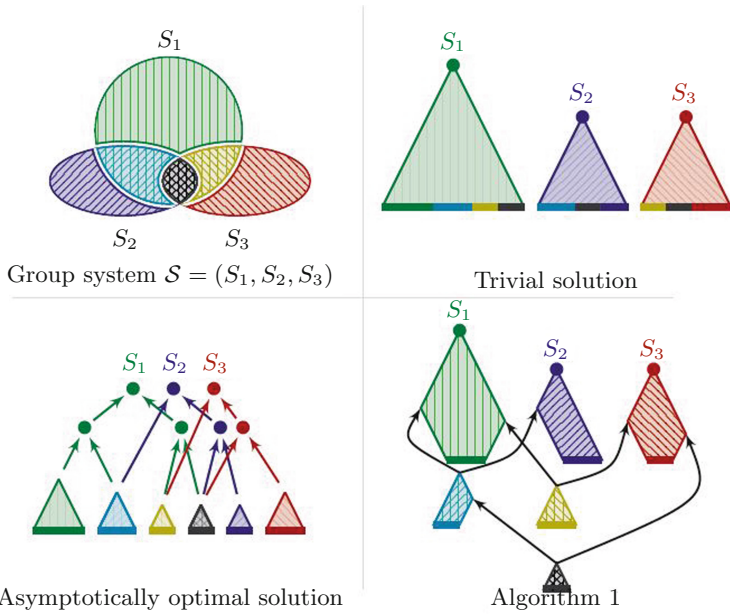 S₁
S₂
S₃
Group system 𝒮 = (S₁, S₂, S₃)
S₁
S₂
S₃
Trivial solution
S₁ S₂ S₃
Asymptotically optimal solution
S₁
S₂
S₃
Algorithm 1